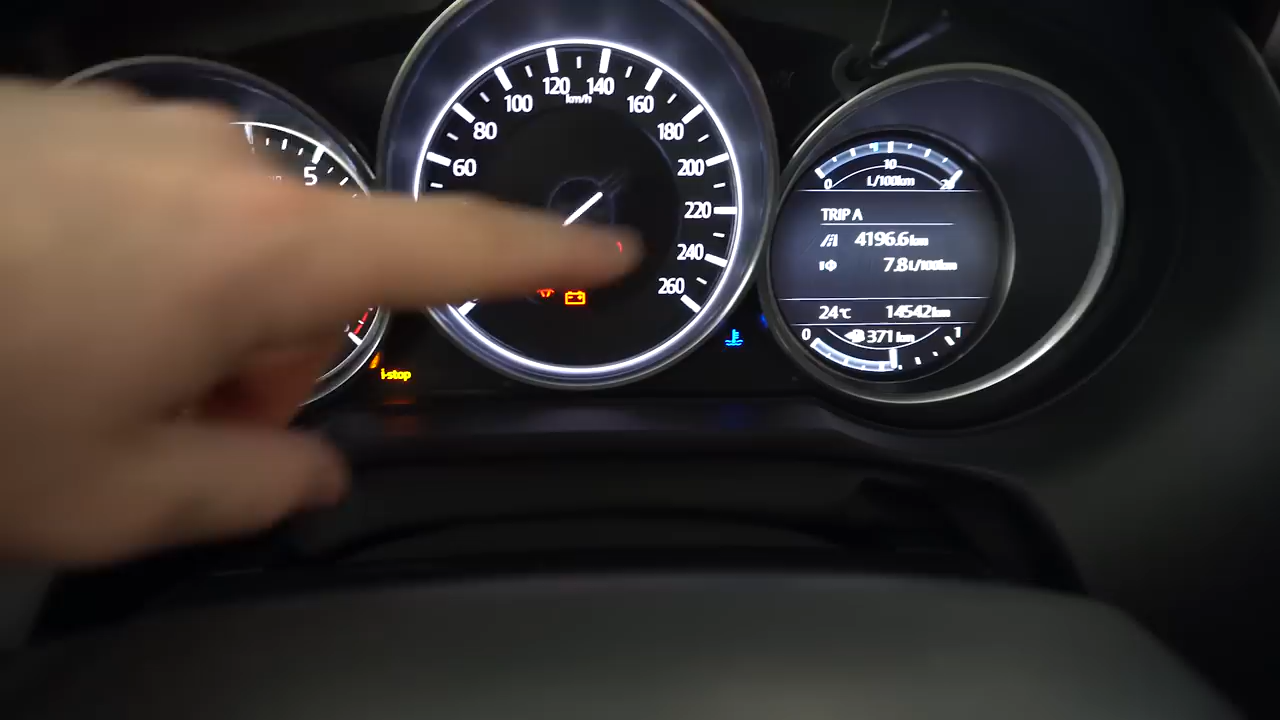 5
60
80
100
120
140
160
180
200
220
240
260
km/h
i-stop
0 10 20
L/100km
TRIP A
4196.6 km
7.8 L/100km
24℃ 14542 km
0 371 km 1